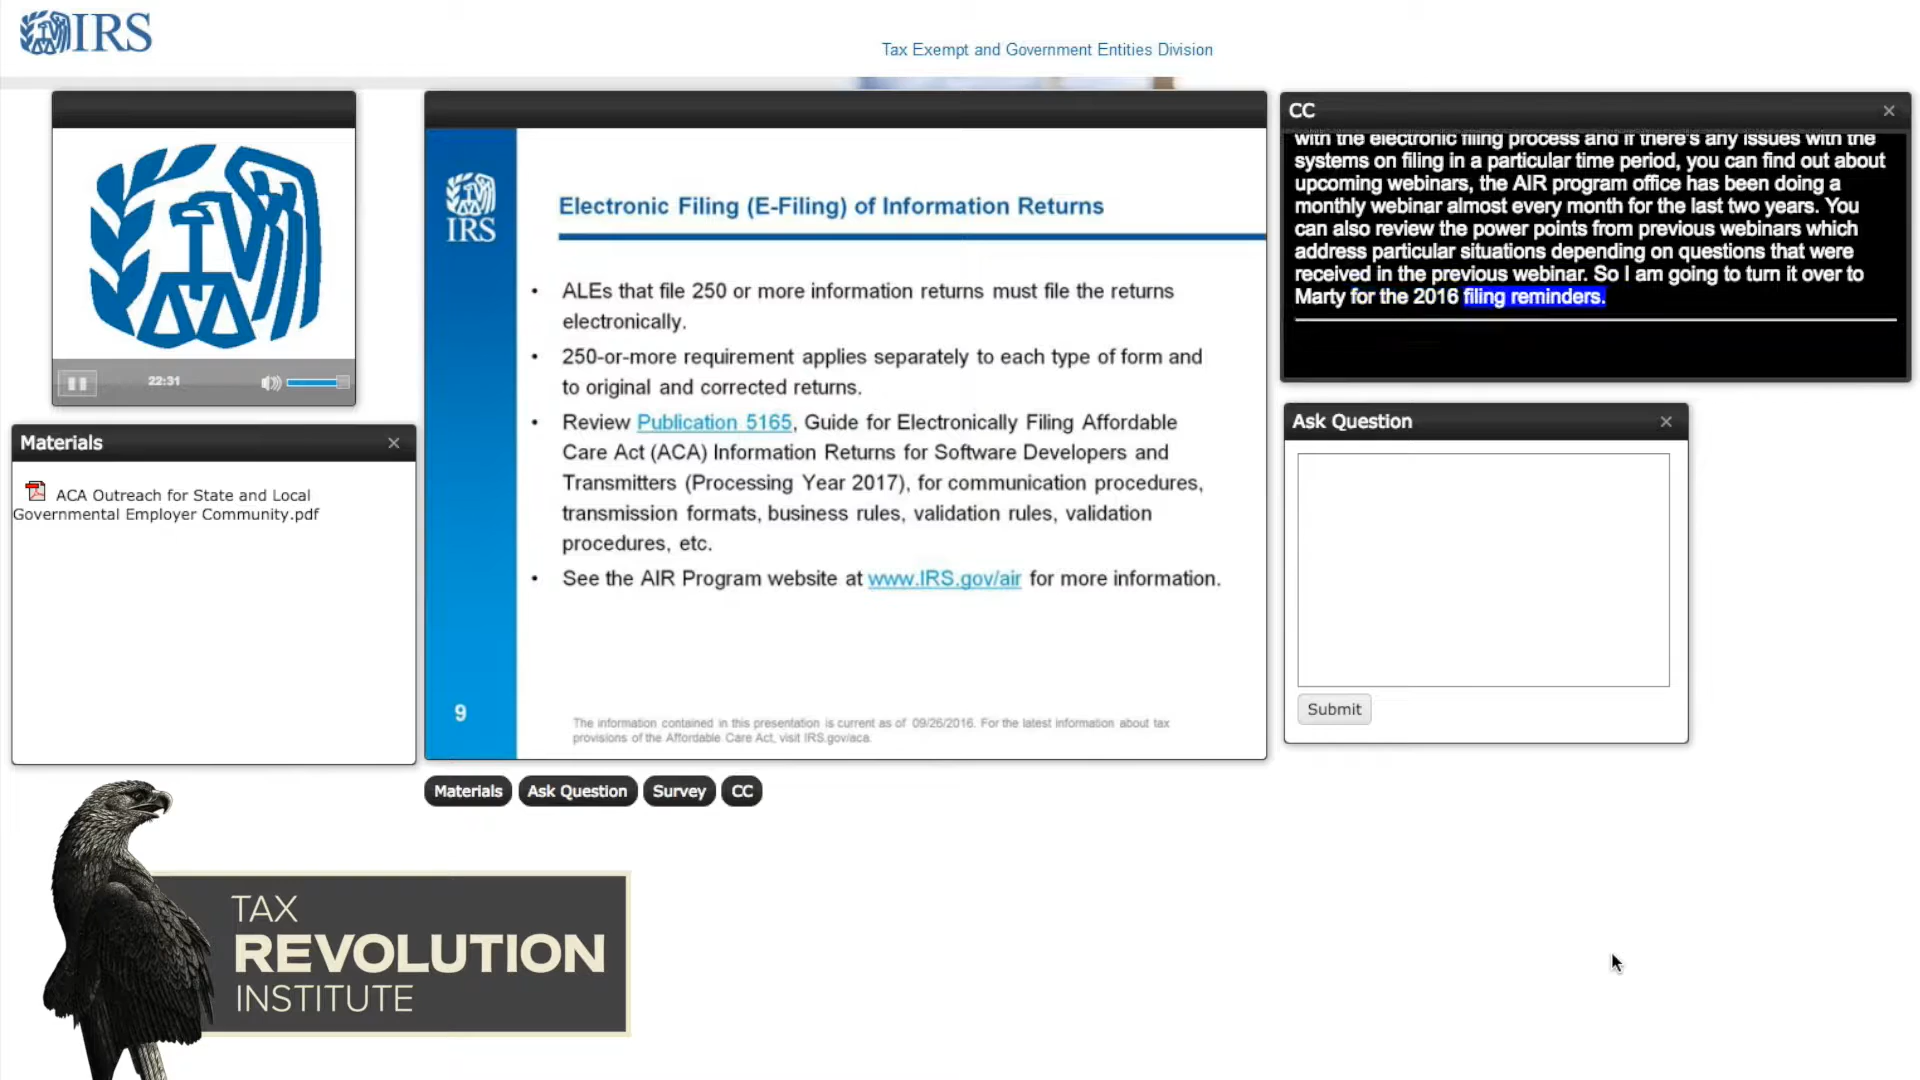 IRS
Tax Exempt and Government Entities Division
22:31
Materials
ACA Outreach for State and Local
Governmental Employer Community.pdf
IRS
Electronic Filing (E-Filing) of Information Returns
• ALEs that file 250 or more information returns must file the returns
electronically.
• 250-or-more requirement applies separately to each type of form and
to original and corrected returns.
• Review Publication 5165, Guide for Electronically Filing Affordable
Care Act (ACA) Information Returns for Software Developers and
Transmitters (Processing Year 2017), for communication procedures,
transmission formats, business rules, validation rules, validation
procedures, etc.
• See the AIR Program website at www.IRS.gov/air for more information.
9
The information contained in this presentation is current as of 09/26/2016. For the latest information about tax
provisions of the Affordable Care Act, visit IRS.gov/aca.
CC
with the electronic filing process and if there's any issues with the
systems on filing in a particular time period, you can find out about
upcoming webinars, the AIR program office has been doing a
monthly webinar almost every month for the last two years. You
can also review the power points from previous webinars which
address particular situations depending on questions that were
received in the previous webinar. So I am going to turn it over to
Marty for the 2016 filing reminders.
Ask Question
Submit
Materials
Ask Question
Survey
CC
TAX
REVOLUTION
INSTITUTE